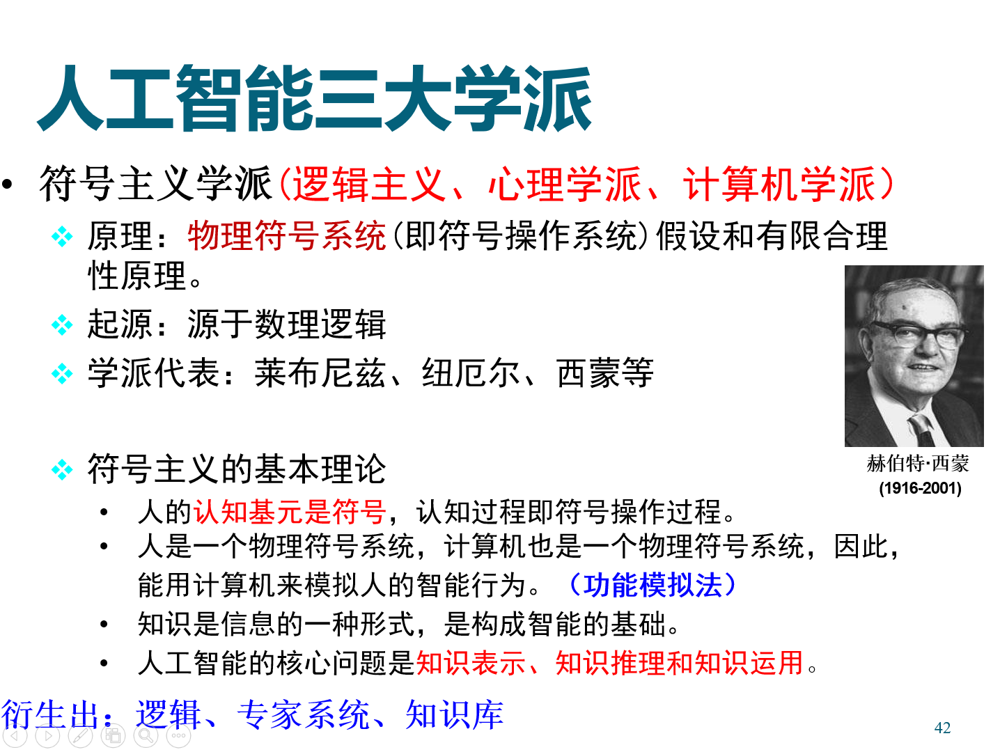 人工智能三大学派
• 符号主义学派(逻辑主义、心理学派、计算机学派）
原理：物理符号系统(即符号操作系统)假设和有限合理
性原理。
起源：源于数理逻辑
学派代表：莱布尼兹、纽厄尔、西蒙等
赫伯特·西蒙
(1916-2001)
符号主义的基本理论
• 人的认知基元是符号，认知过程即符号操作过程。
• 人是一个物理符号系统，计算机也是一个物理符号系统，因此，
能用计算机来模拟人的智能行为。（功能模拟法）
• 知识是信息的一种形式，是构成智能的基础。
• 人工智能的核心问题是知识表示、知识推理和知识运用。
衍生出：逻辑、专家系统、知识库
42